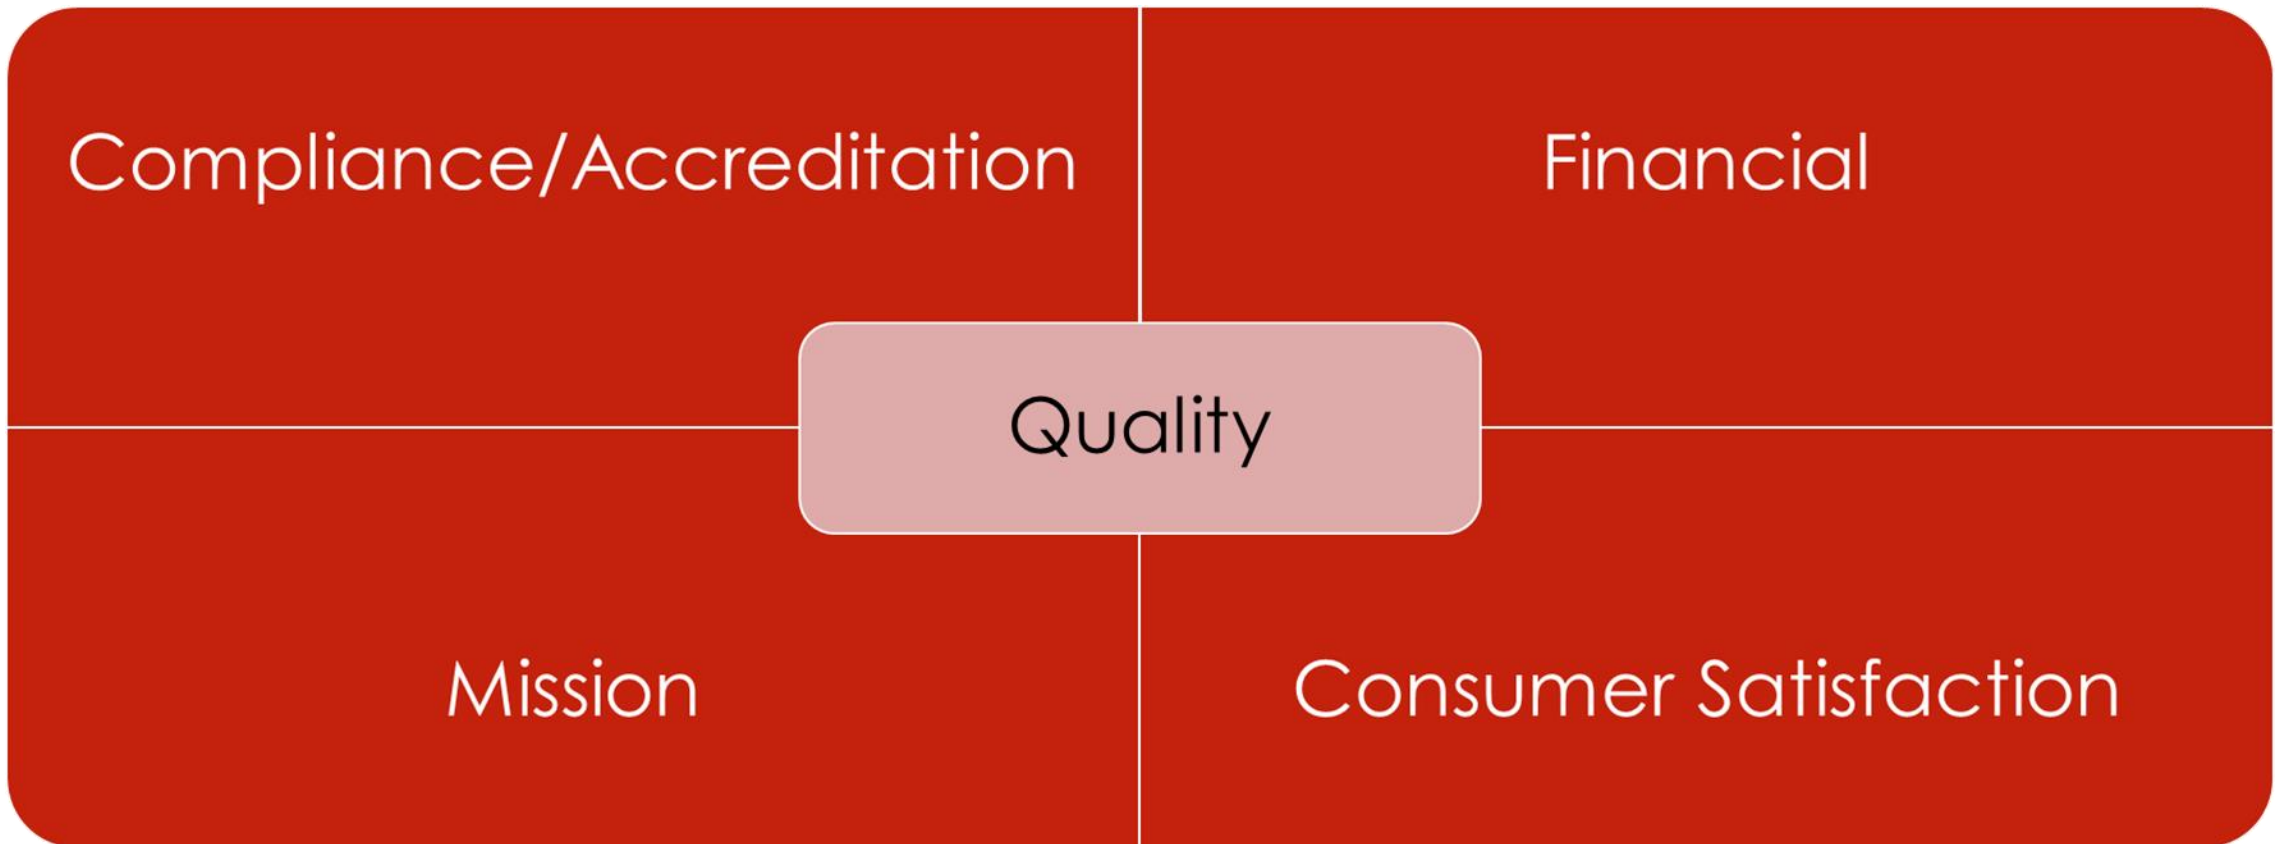 Compliance/Accreditation
Financial
Quality
Mission
Consumer Satisfaction